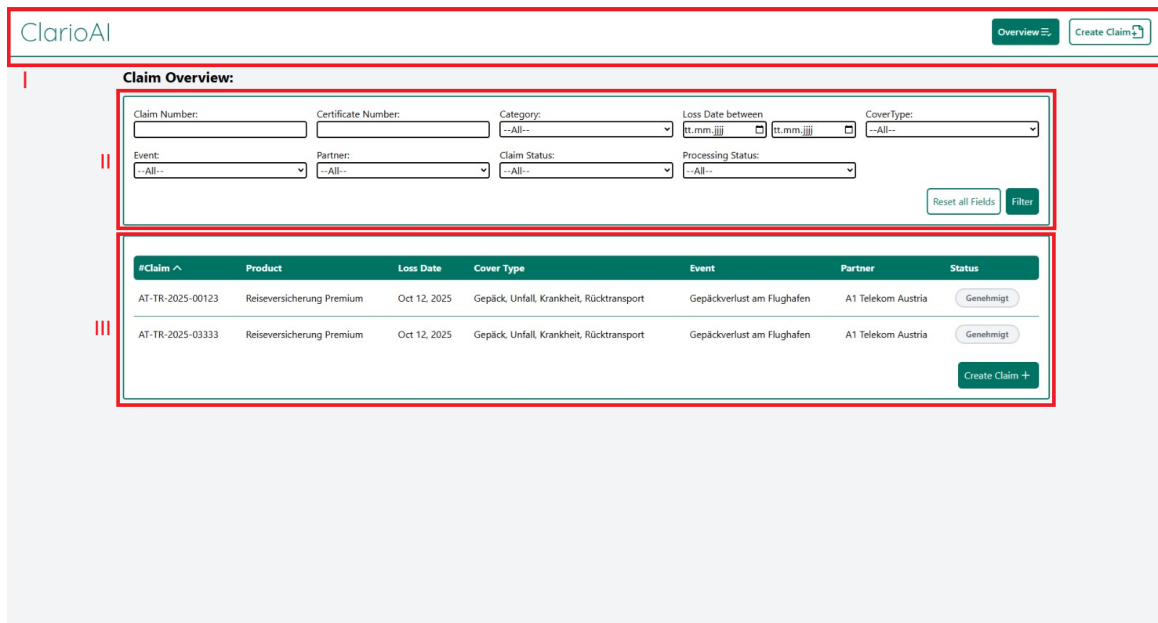 ClarioAI
Overview
Create Claim
I
Claim Overview:
II
Claim Number:
Certificate Number:
Category:
Loss Date between
CoverType:
--All--
tt.mm.jjjj
tt.mm.jjjj
--All--
Event:
Partner:
Claim Status:
Processing Status:
--All--
--All--
--All--
--All--
Reset all Fields
Filter
III
#Claim Product Loss Date Cover Type Event Partner Status
AT-TR-2025-00123 Reiseversicherung Premium Oct 12, 2025 Gepäck, Unfall, Krankheit, Rücktransport Gepäckverlust am Flughafen A1 Telekom Austria Genehmigt
AT-TR-2025-03333 Reiseversicherung Premium Oct 12, 2025 Gepäck, Unfall, Krankheit, Rücktransport Gepäckverlust am Flughafen A1 Telekom Austria Genehmigt
Create Claim +